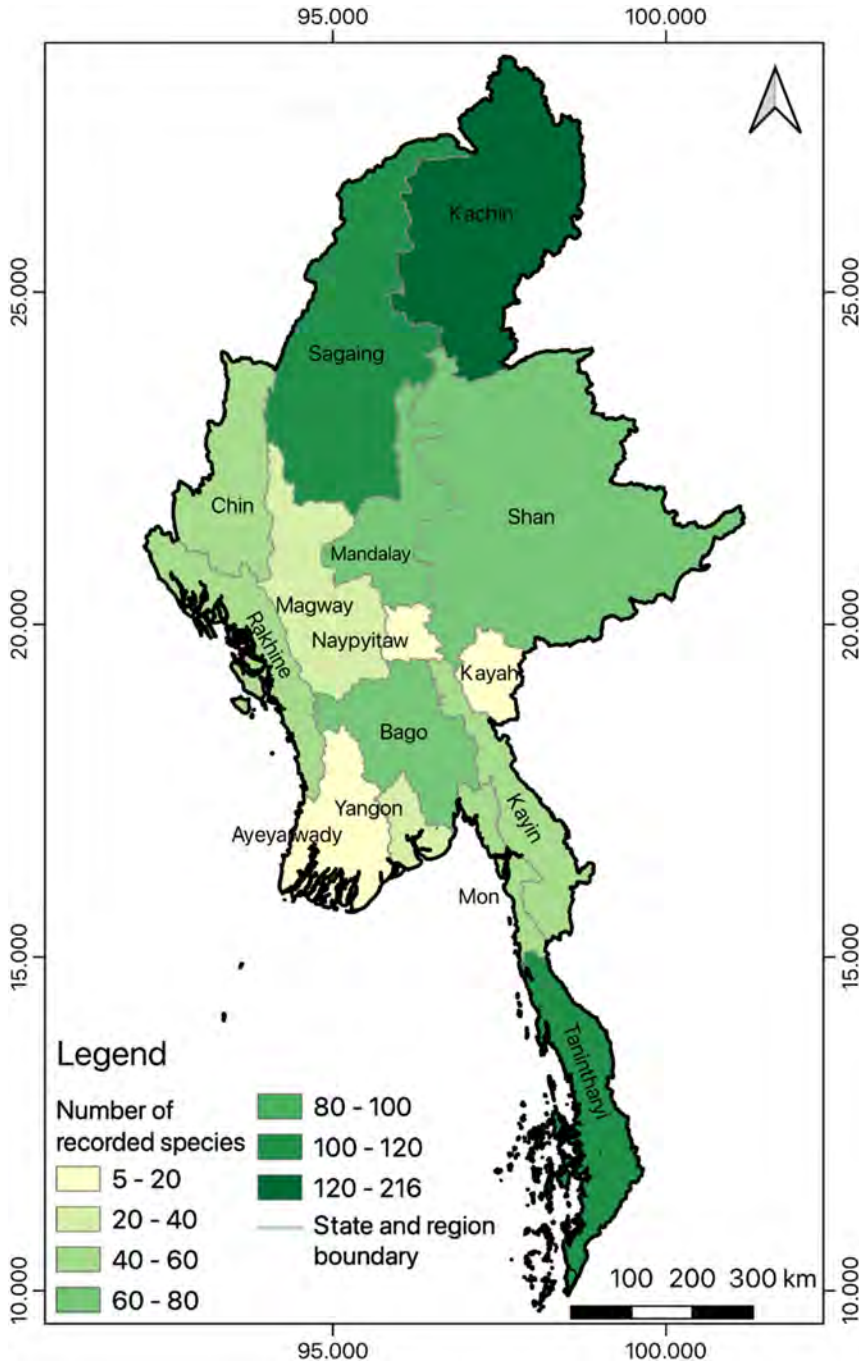 95.000
100.000
Kachin
25.000
25.000
Sagaing
Chin
Shan
Mandalay
Magway
20.000
20.000
Rakhine
Naypyitaw
Kayah
Bago
Yangon
Kayin
Ayeyarwady
Mon
15.000
15.000
Tanintharyi
Legend
Number of
recorded species
5 - 20
20 - 40
40 - 60
60 - 80
80 - 100
100 - 120
120 - 216
State and region
boundary
100 200 300 km
10.000
10.000
95.000
100.000